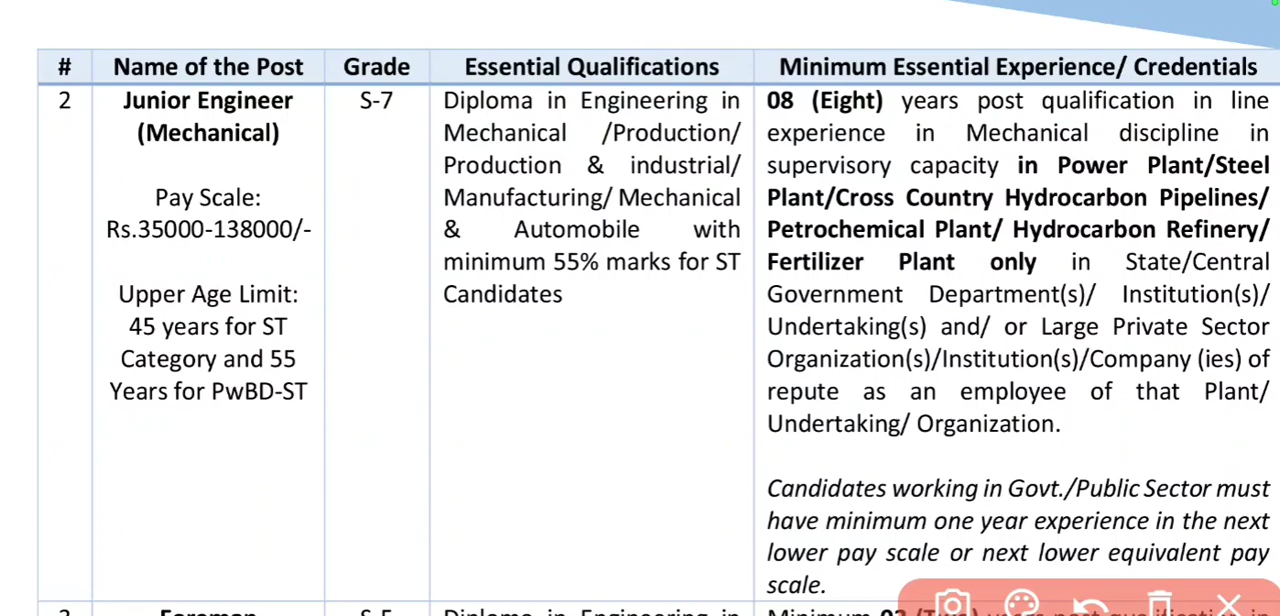 # Name of the Post Grade Essential Qualifications Minimum Essential Experience/ Credentials
2
Junior Engineer
(Mechanical)
Pay Scale:
Rs.35000-138000/-
Upper Age Limit:
45 years for ST
Category and 55
Years for PwBD-ST
S-7
Diploma in Engineering in
Mechanical /Production/
Production & industrial/
Manufacturing/ Mechanical
& Automobile with
minimum 55% marks for ST
Candidates
08 (Eight) years post qualification in line
experience in Mechanical discipline in
supervisory capacity in Power Plant/Steel
Plant/Cross Country Hydrocarbon Pipelines/
Petrochemical Plant/ Hydrocarbon Refinery/
Fertilizer Plant only in State/Central
Government Department(s)/ Institution(s)/
Undertaking(s) and/ or Large Private Sector
Organization(s)/Institution(s)/Company (ies) of
repute as an employee of that Plant/
Undertaking/ Organization.
Candidates working in Govt./Public Sector must
have minimum one year experience in the next
lower pay scale or next lower equivalent pay
scale.
Diploma in Engineering in